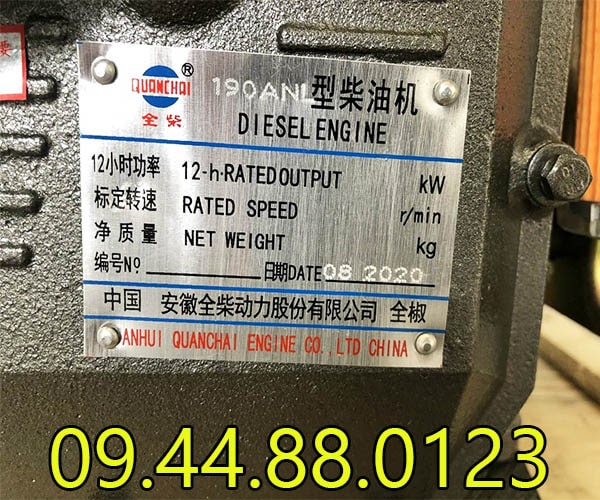 QUANCHAI ®
全柴
190ANL型柴油机
DIESEL ENGINE
12小时功率 12-h·RATED OUTPUT kW
标定转速 RATED SPEED r/min
净质量 NET WEIGHT kg
编号No 日期DATE 08 2020
中国 安徽全柴动力股份有限公司 全椒
ANHUI QUANCHAI ENGINE CO., LTD CHINA
09.44.88.0123